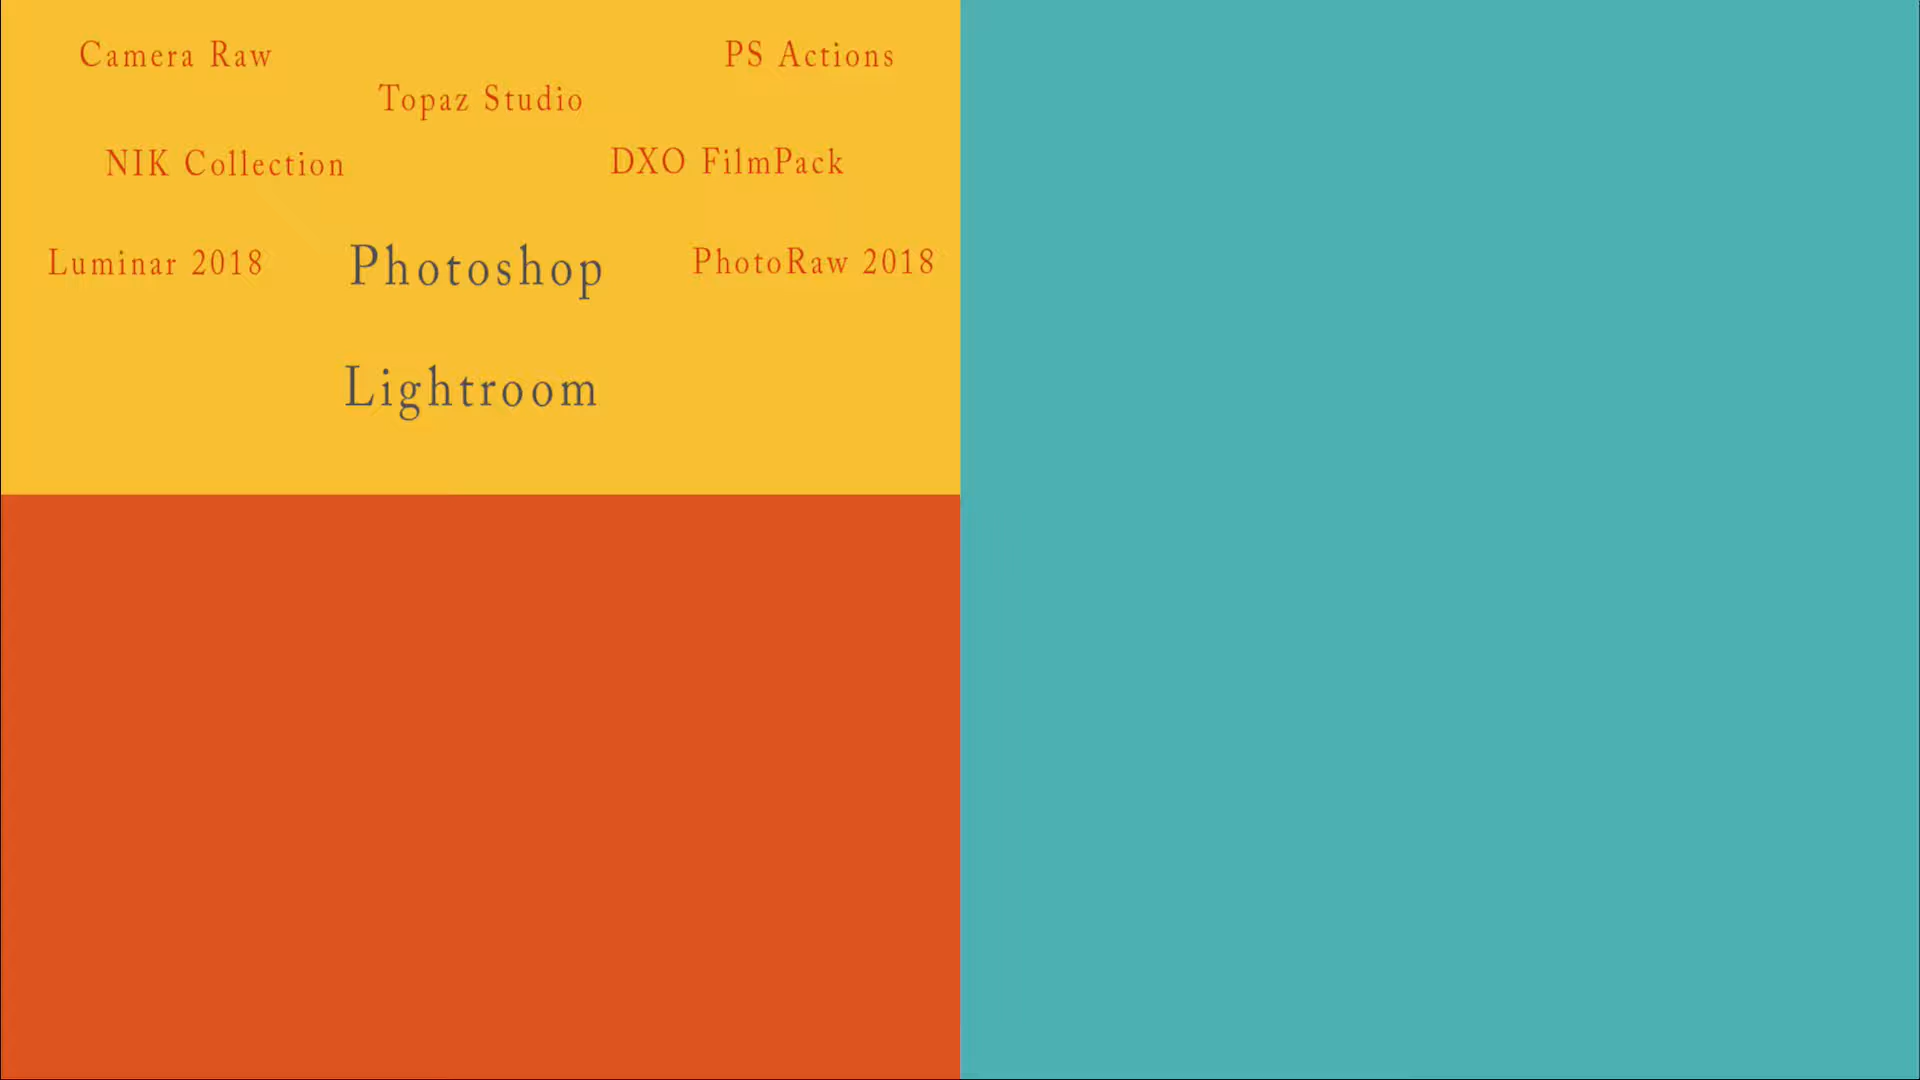 Camera Raw
PS Actions
Topaz Studio
NIK Collection
DXO FilmPack
Luminar 2018
Photoshop
PhotoRaw 2018
Lightroom